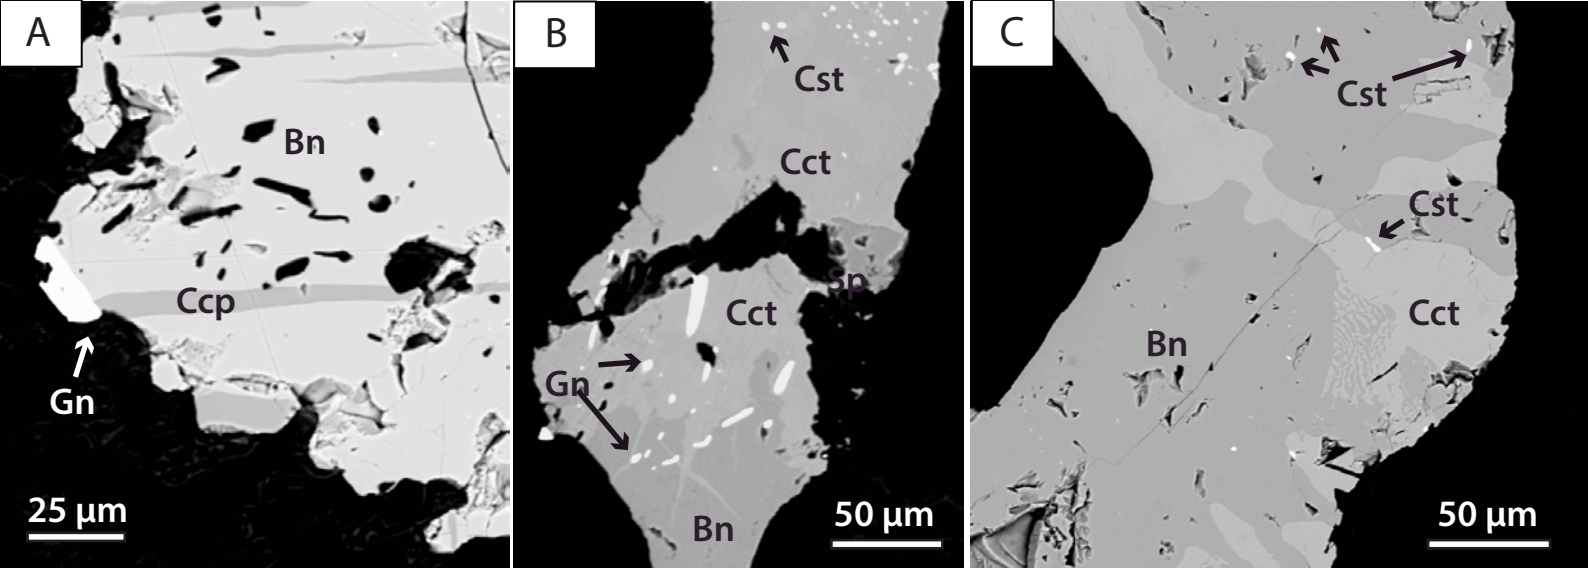 A
Bn
Ccp
Gn
25 µm
B
Cst
Cct
Sp
Cct
Gn
Bn
50 µm
C
Cst
Cst
Cct
Bn
50 µm